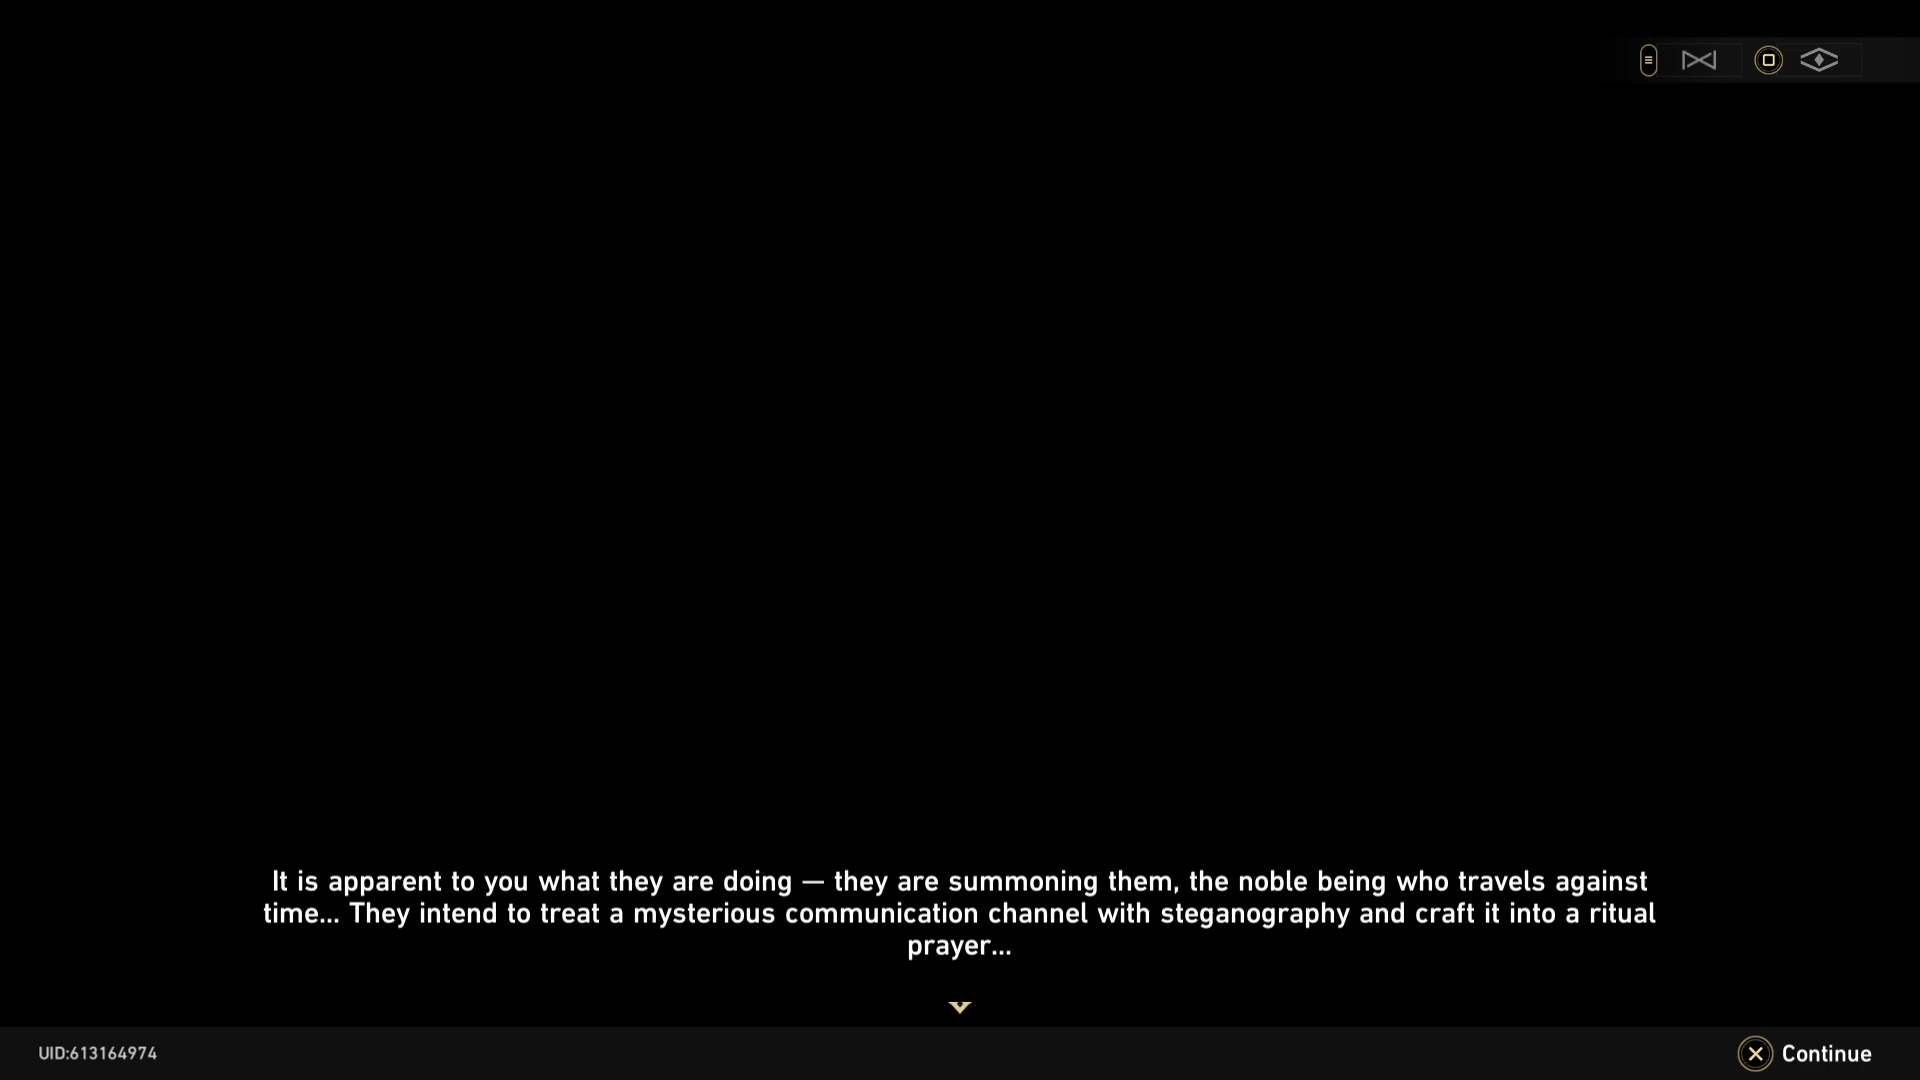 It is apparent to you what they are doing — they are summoning them, the noble being who travels against
time... They intend to treat a mysterious communication channel with steganography and craft it into a ritual
prayer...
UID:613164974
Continue